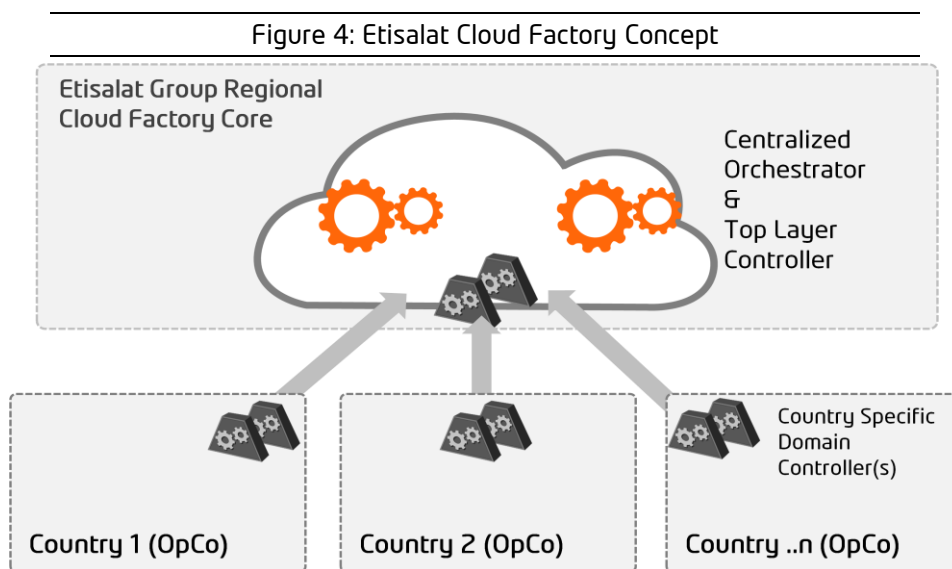 Figure 4: Etisalat Cloud Factory Concept
Etisalat Group Regional
Cloud Factory Core
Centralized
Orchestrator
&
Top Layer
Controller
Country Specific
Domain
Controller(s)
Country 1 (OpCo)
Country 2 (OpCo)
Country ..n (OpCo)